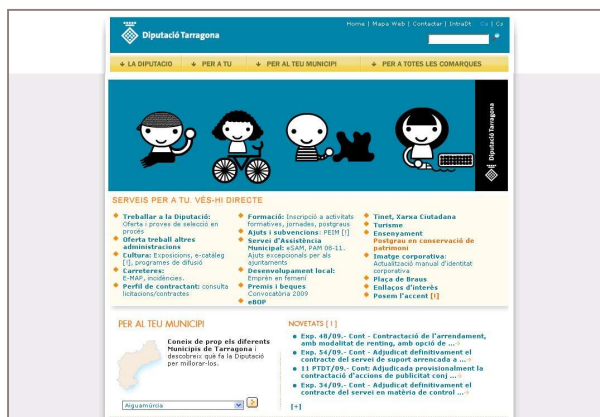 Home | Mapa Web | Contactar | IntraDt Ca | Cs
Diputació Tarragona
LA DIPUTACIO
PER A TU
PER AL TEU MUNICIPI
PER A TOTES LES COMARQUES
Diputació Tarragona
SERVEIS PER A TU. VÉS-HI DIRECTE
Treballar a la Diputació:
Oferta i proves de selecció en
procés
Oferta treball altres
administracions
Cultura: Exposicions, e-catàleg
[!], programes de difusió
Carreteres:
E-MAP, incidències.
Perfil de contractant: consulta
licitacions/contractes
Formació: Inscripció a activitats
formatives, jornades, postgraus
Ajuts i subvencions: PEIM [!]
Servei d'Assistència
Municipal: eSAM, PAM 08-11.
Ajuts excepcionals per als
ajuntaments
Desenvolupament local:
Emprèn en femení
Premis i beques
Convocatòria 2009
eBOP
Tinet, Xarxa Ciutadana
Turisme
Ensenyament
Postgrau en conservació de
patrimoni
Imatge corporativa:
Actualització manual d'identitat
corporativa
Plaça de Braus
Enllaços d'interès
Posem l'accent [!]
PER AL TEU MUNICIPI
Coneix de prop els diferents
Municipis de Tarragona i
descobreix què fa la Diputació
per millorar-los.
Aiguamúrcia
NOVETATS [ ! ]
Exp. 48/09.- Cont - Contractació de l'arrendament,
amb modalitat de renting, amb opció de ...
Exp. 54/09.- Cont - Adjudicat definitivament el
contracte del servei de suport arrencada a ...
11 PTDT/09.- Cont: Adjudicada provisionalment la
contractació d'accions de publicitat conj ...
Exp. 34/09.- Cont - Adjudicat definitivament el
contracte del servei en matèria de control ...
[+]